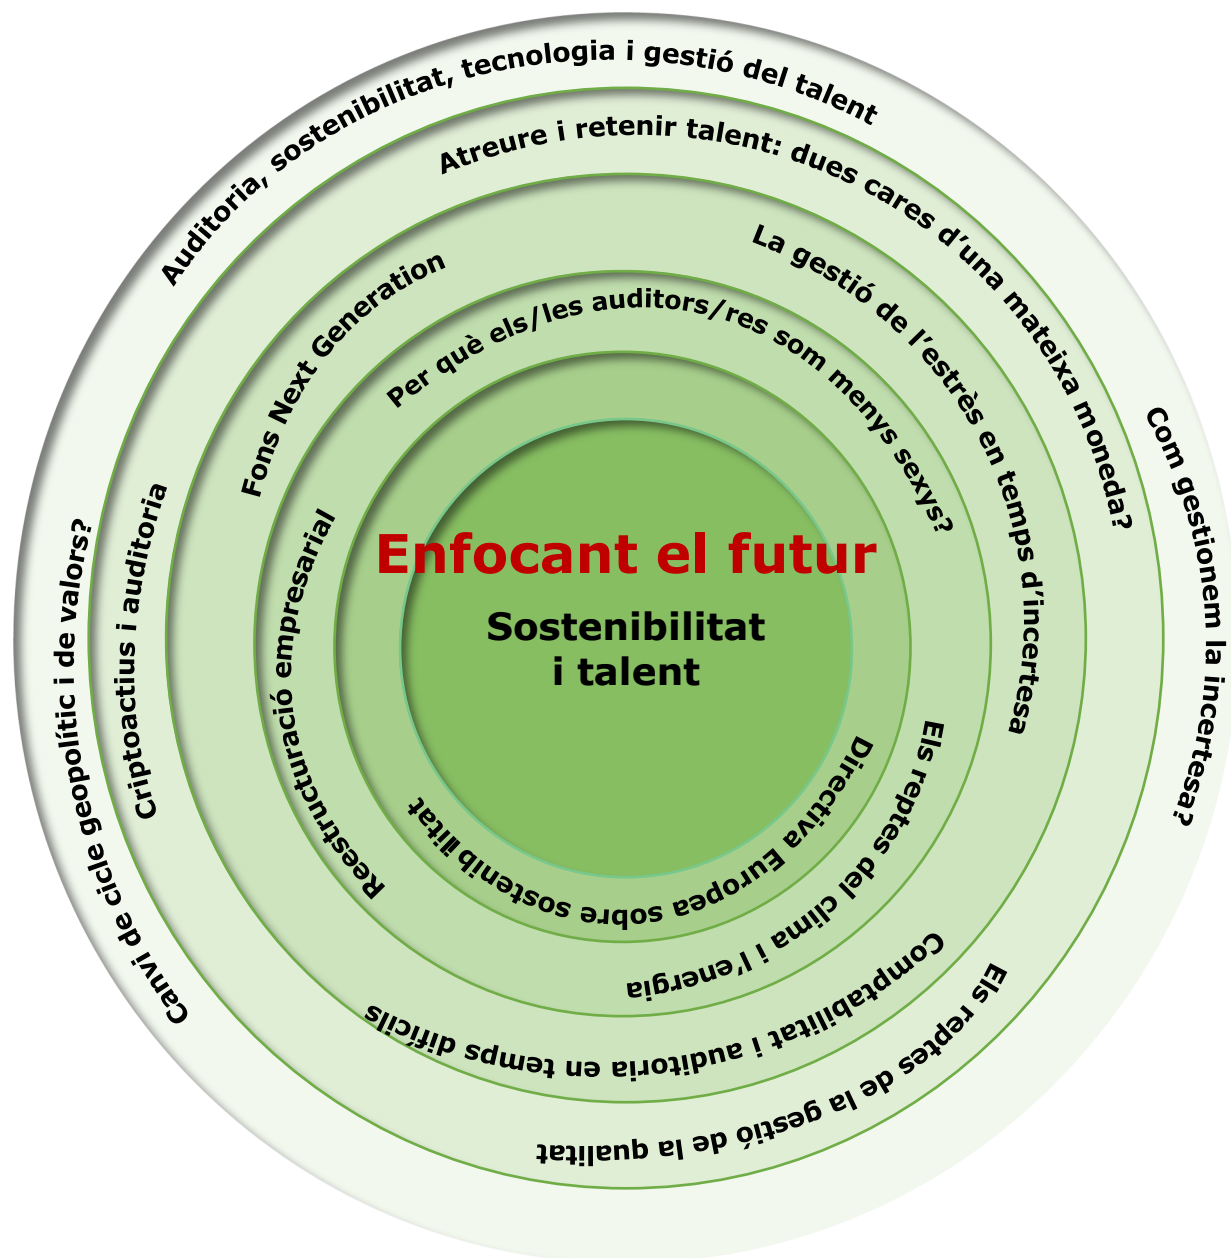 Auditoria, sostenibilitat, tecnologia i gestió del talent
Com gestionem la incertesa?
Canvi de cicle geopolític i de valors?
Atreure i retenir talent: dues cares d’una mateixa moneda?
Els reptes de la gestió de la qualitat
Criptoactius i auditoria
Fons Next Generation
La gestió de l’estrès en temps d’incertesa
Comptabilitat i auditoria en temps difícils
Per què els/les auditors/res som menys sexys?
Els reptes del clima i l’energia
Reestructuració empresarial
Directiva Europea sobre sostenibilitat
Enfocant el futur
Sostenibilitat
i talent